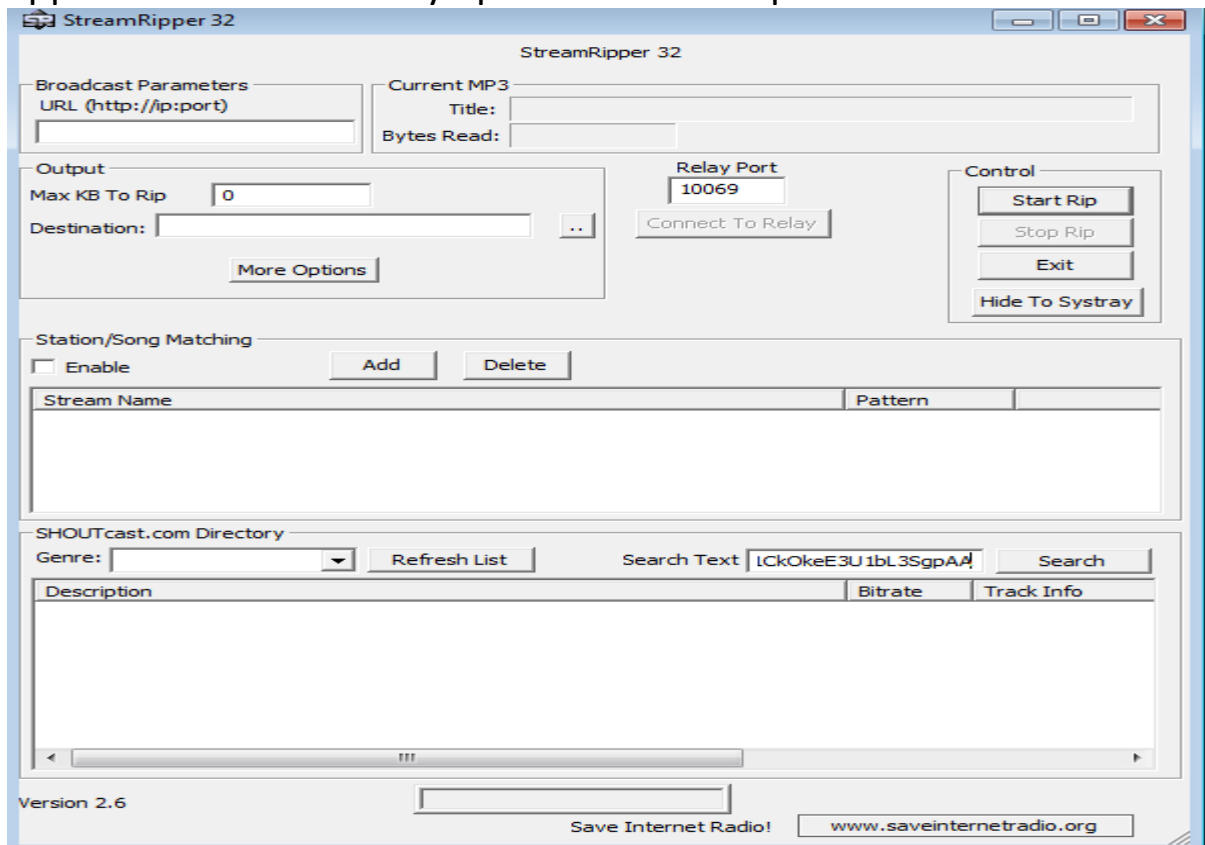 StreamRipper 32
StreamRipper 32
Broadcast Parameters
URL (http://ip:port)
Current MP3
Title:
Bytes Read:
Output
Max KB To Rip 0
Destination: ..
More Options
Relay Port
10069
Connect To Relay
Control
Start Rip
Stop Rip
Exit
Hide To Systray
Station/Song Matching
Enable Add Delete
Stream Name Pattern
SHOUTcast.com Directory
Genre: Refresh List Search Text Search
Description Bitrate Track Info
Version 2.6
Save Internet Radio! www.saveinternetradio.org